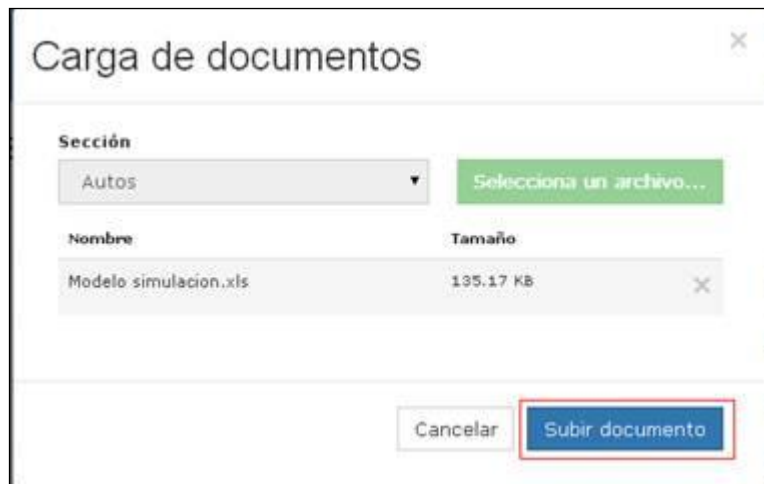 Carga de documentos
Sección
Autos
Selecciona un archivo...
Nombre Tamaño
Modelo simulacion.xls 135.17 KB
Cancelar Subir documento